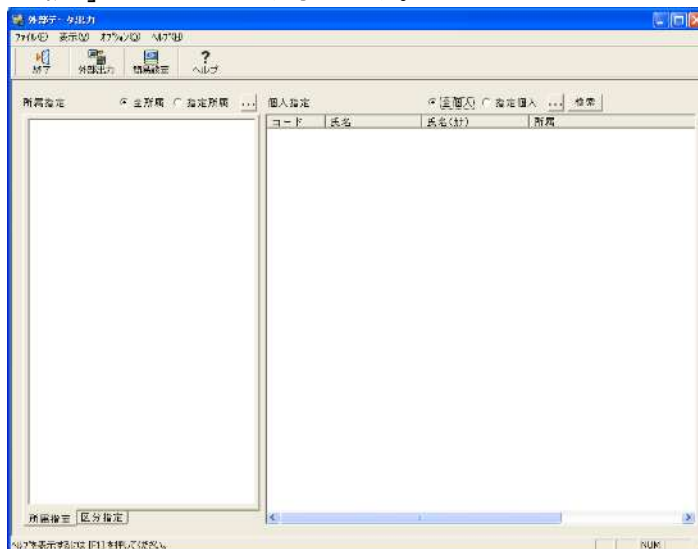 外部データ出力
ファイル(F) 表示(V) オプション(O) ヘルプ(H)
終了 外部出力 簡易設定 ヘルプ
所属指定 全所属 指定所属 ... 個人指定 全個人 指定個人 ... 検索
コード 氏名 氏名(カナ) 所属
所属指定 区分指定
ヘルプを表示するには [F1] を押してください。 NUM